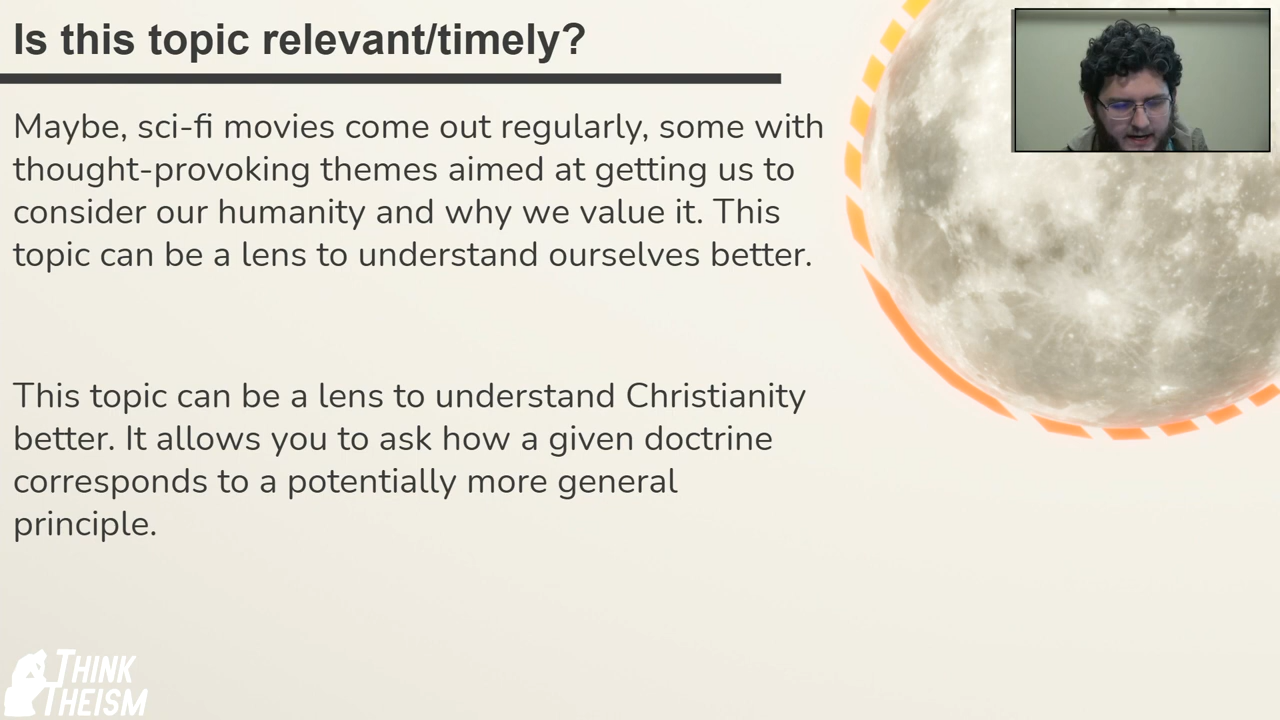 Is this topic relevant/timely?
Maybe, sci-fi movies come out regularly, some with
thought-provoking themes aimed at getting us to
consider our humanity and why we value it. This
topic can be a lens to understand ourselves better.
This topic can be a lens to understand Christianity
better. It allows you to ask how a given doctrine
corresponds to a potentially more general
principle.
THINK
THEISM